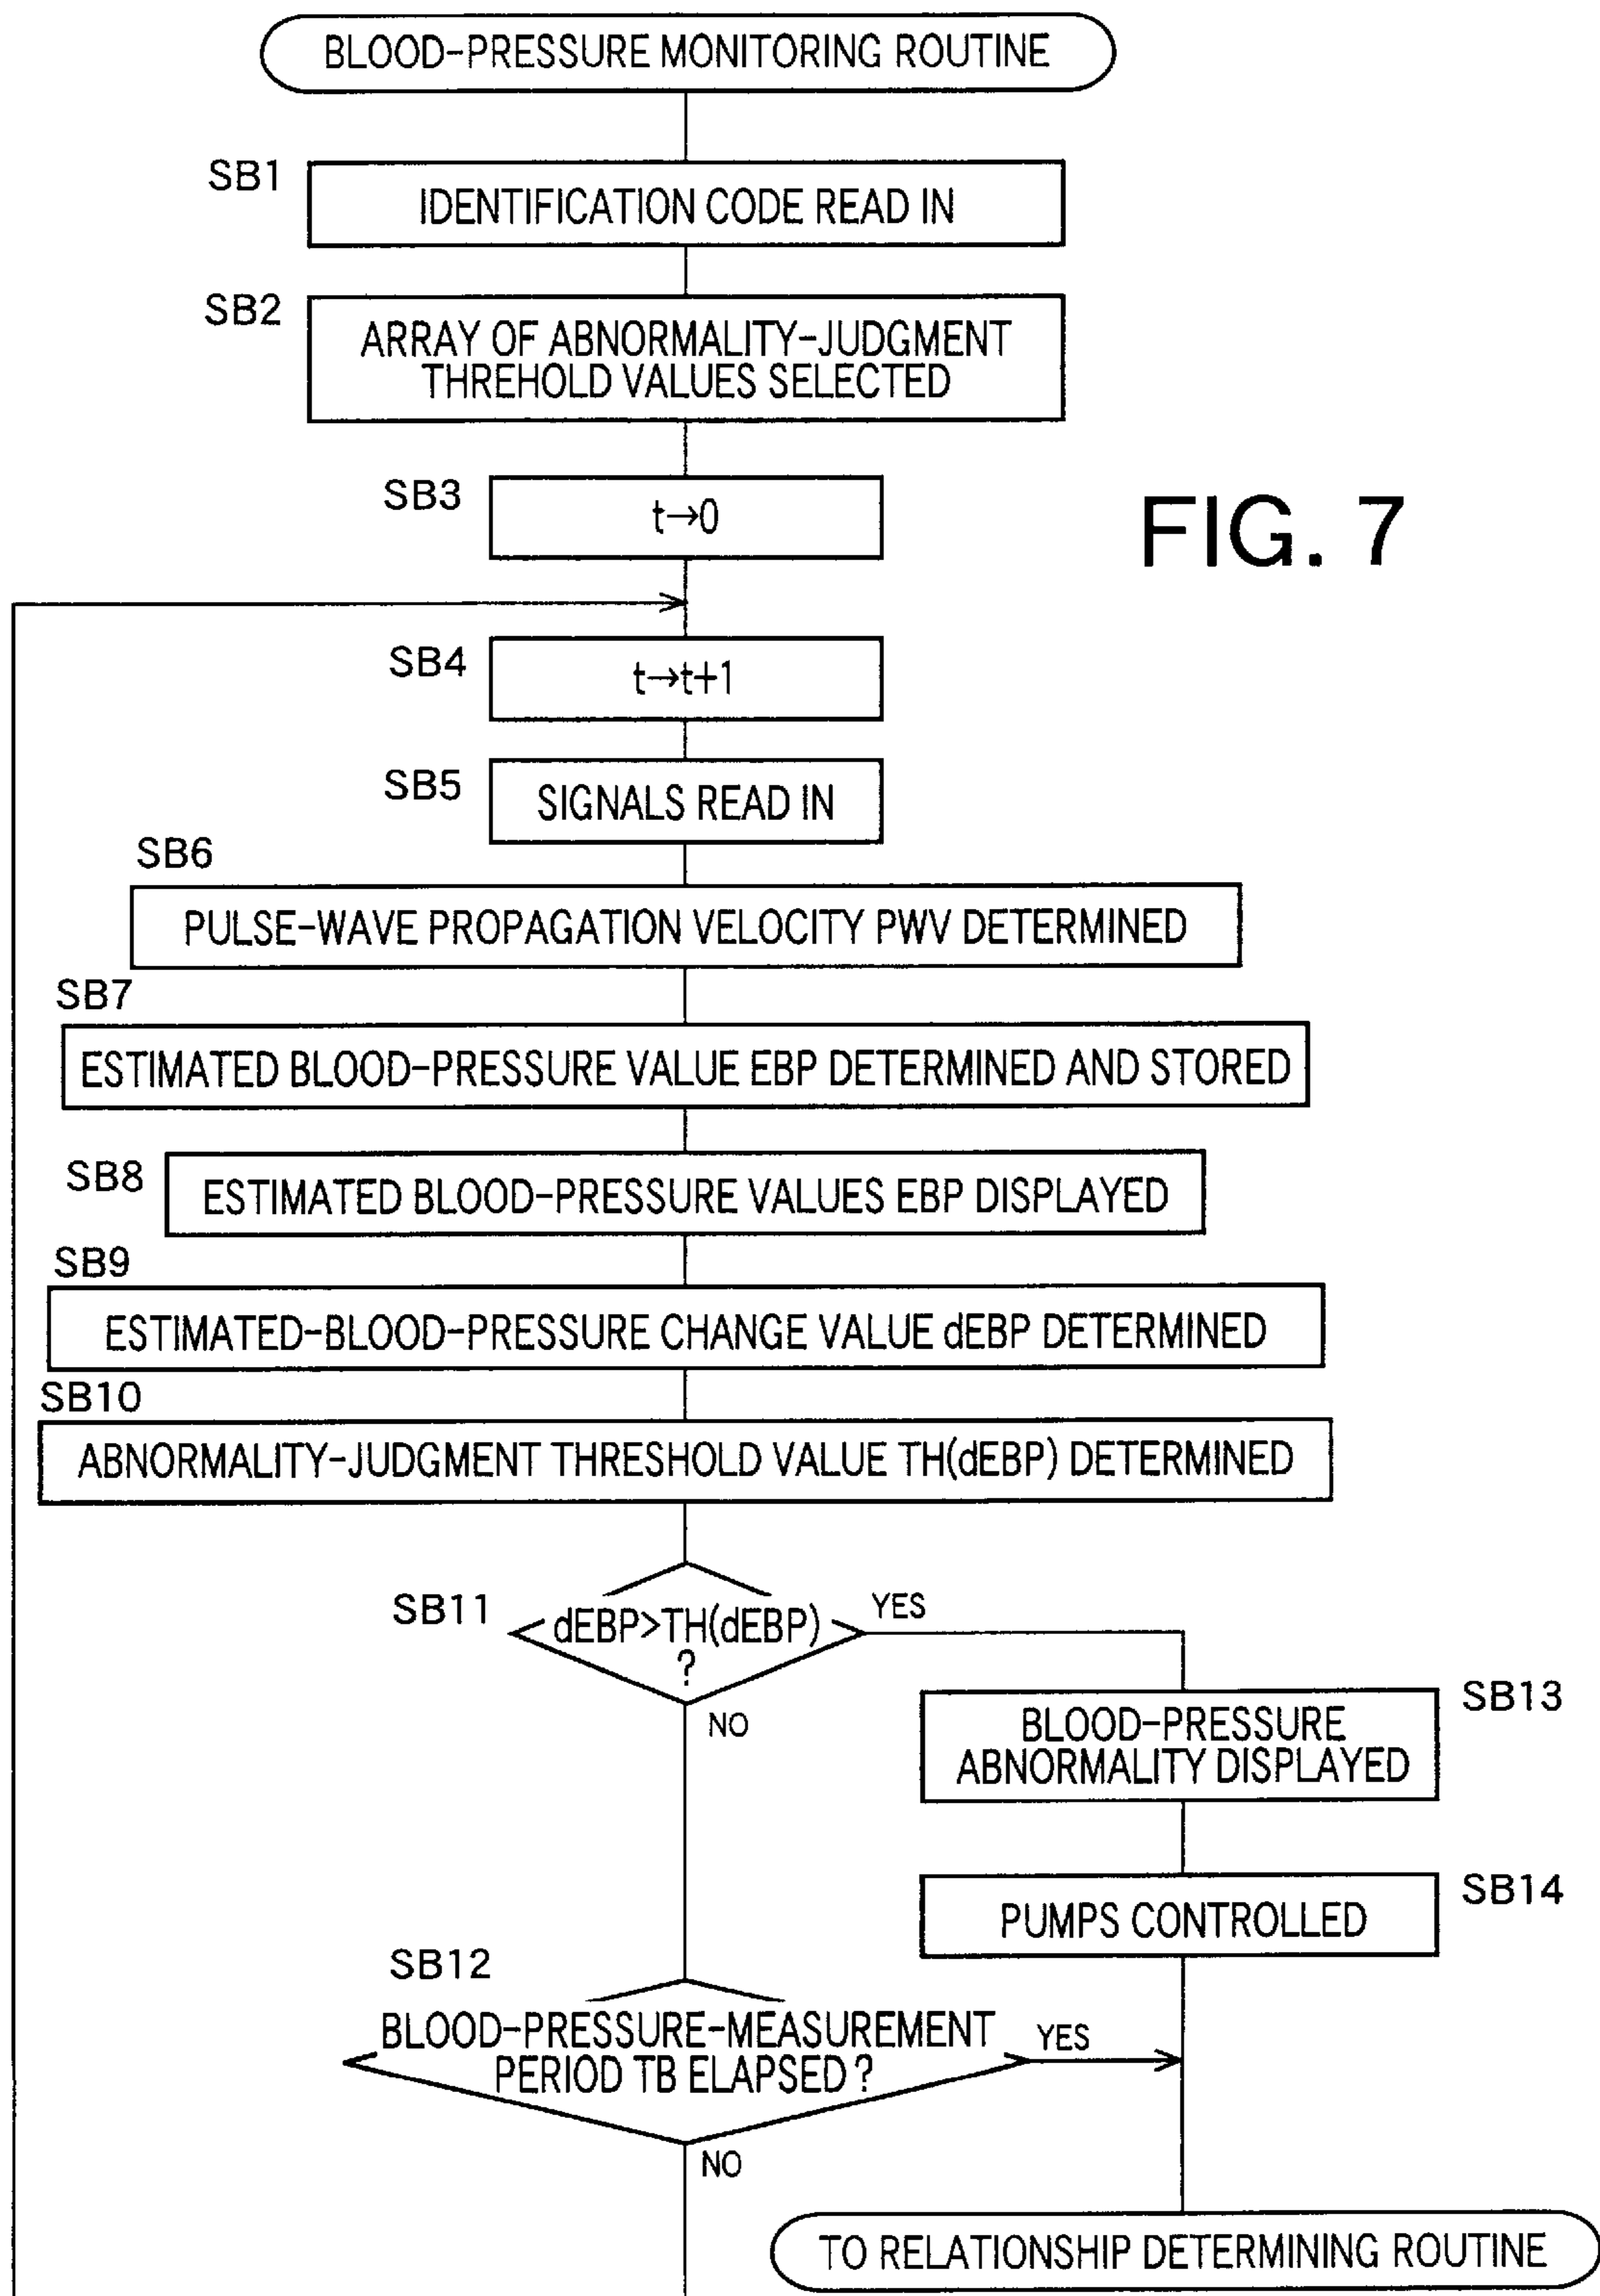 BLOOD-PRESSURE MONITORING ROUTINE
SB1
IDENTIFICATION CODE READ IN
SB2
ARRAY OF ABNORMALITY-JUDGMENT
THREHOLD VALUES SELECTED
SB3
t→0
FIG. 7
SB4
t→t+1
SB5
SIGNALS READ IN
SB6
PULSE-WAVE PROPAGATION VELOCITY PWV DETERMINED
SB7
ESTIMATED BLOOD-PRESSURE VALUE EBP DETERMINED AND STORED
SB8
ESTIMATED BLOOD-PRESSURE VALUES EBP DISPLAYED
SB9
ESTIMATED-BLOOD-PRESSURE CHANGE VALUE dEBP DETERMINED
SB10
ABNORMALITY-JUDGMENT THRESHOLD VALUE TH(dEBP) DETERMINED
SB11
dEBP>TH(dEBP)
?
YES
NO
SB13
BLOOD-PRESSURE
ABNORMALITY DISPLAYED
SB14
PUMPS CONTROLLED
SB12
BLOOD-PRESSURE-MEASUREMENT
PERIOD TB ELAPSED?
YES
NO
TO RELATIONSHIP DETERMINING ROUTINE